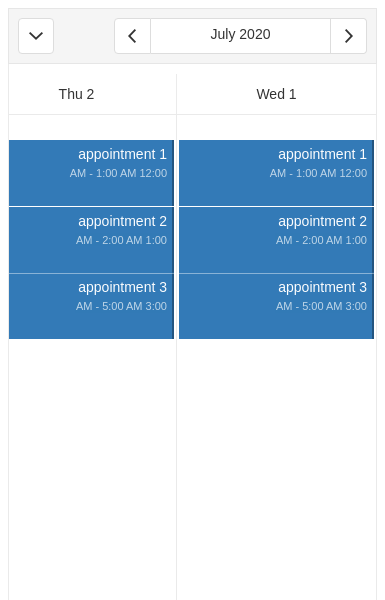 July 2020
Thu 2
Wed 1
appointment 1
AM - 1:00 AM 12:00
appointment 2
AM - 2:00 AM 1:00
appointment 3
AM - 5:00 AM 3:00
appointment 1
AM - 1:00 AM 12:00
appointment 2
AM - 2:00 AM 1:00
appointment 3
AM - 5:00 AM 3:00